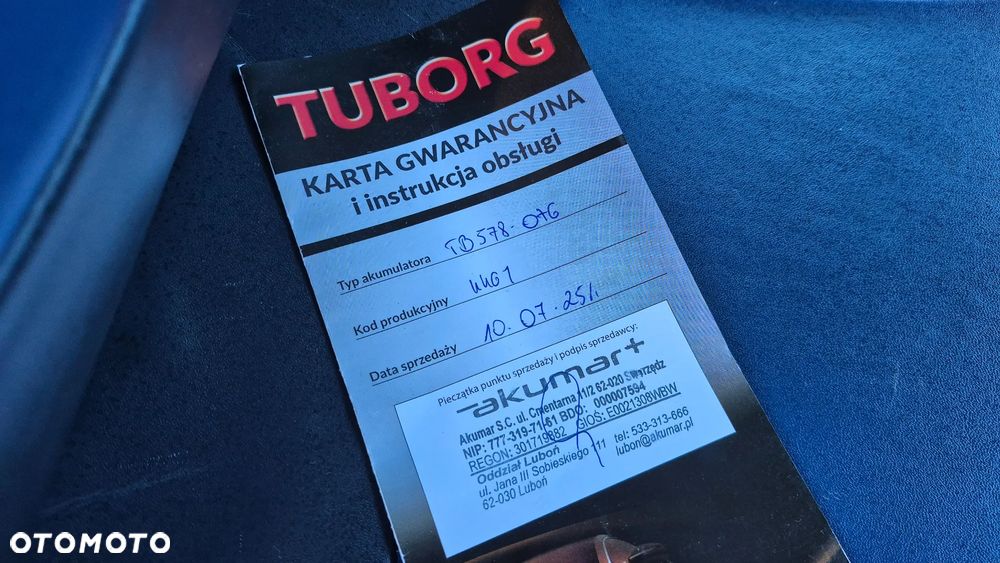 TUBORG
KARTA GWARANCYJNA
i instrukcja obsługi
Typ akumulatora TB578-076
Kod produkcyjny
Data sprzedaży 10.07.25
Pieczątka punktu sprzedaży i podpis sprzedawcy:
akumar+
Akumar S.C. ul. Cmentarna 11/2 62-020 Swarzędz
NIP: 777-319-71-61 BDO: 000007594
REGON: 301719882 GIOŚ: E0021308WBW
Oddział Luboń
ul. Jana III Sobieskiego 111 tel: 533-313-666
62-030 Luboń lubon@akumar.pl
OTOMOTO